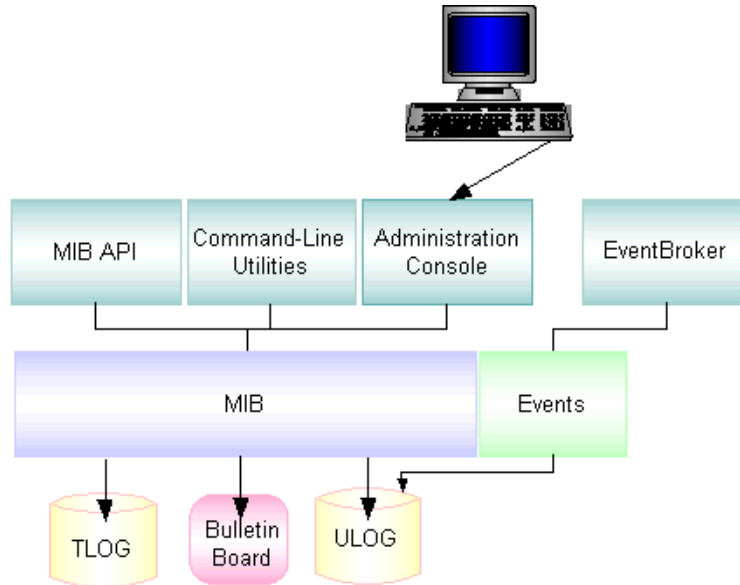 MIB API
Command-Line
Utilities
Administration
Console
EventBroker
MIB
Events
TLOG
Bulletin
Board
ULOG